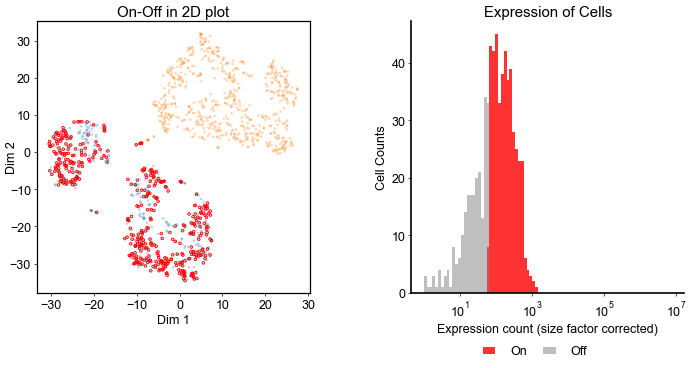 On-Off in 2D plot
30
20
10
0
−10
−20
−30
Dim 2
−30 −20 −10 0 10 20 30
Dim 1
Expression of Cells
40
30
20
10
0
Cell Counts
10^1 10^3 10^5 10^7
Expression count (size factor corrected)
On Off